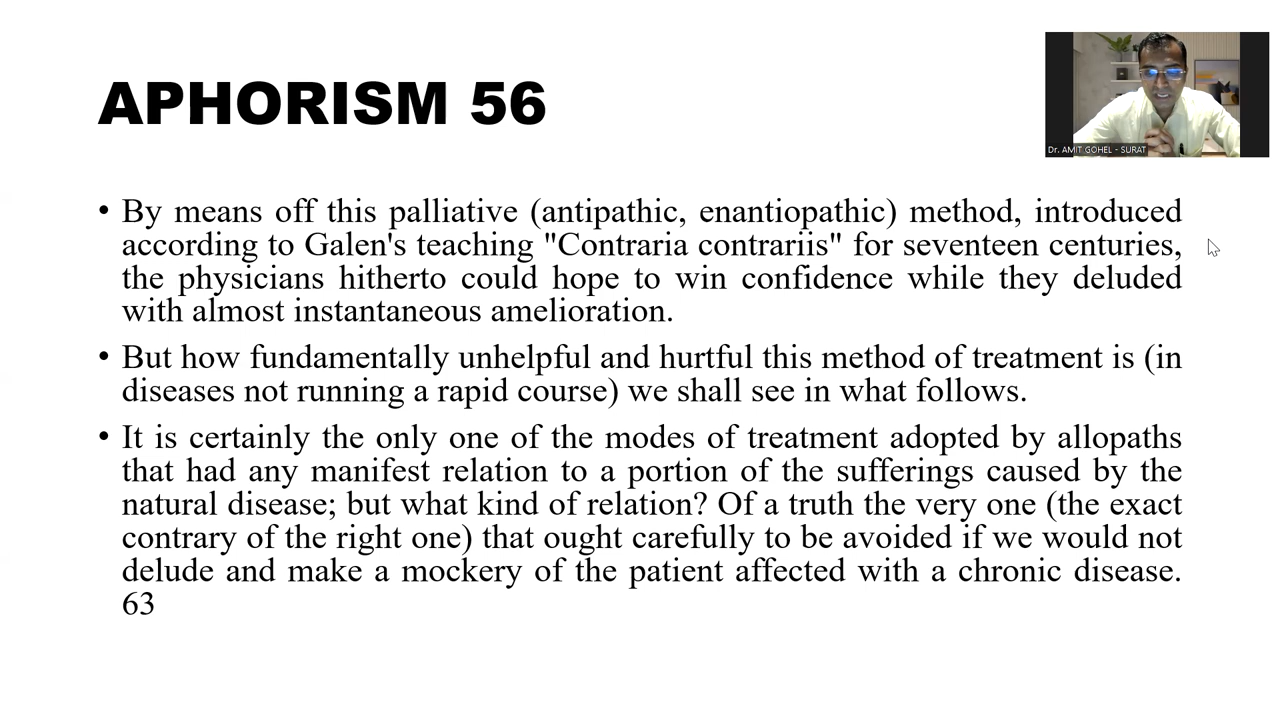 APHORISM 56
Dr. AMIT GOHEL - SURAT
• By means off this palliative (antipathic, enantiopathic) method, introduced
according to Galen's teaching "Contraria contrariis" for seventeen centuries,
the physicians hitherto could hope to win confidence while they deluded
with almost instantaneous amelioration.
• But how fundamentally unhelpful and hurtful this method of treatment is (in
diseases not running a rapid course) we shall see in what follows.
• It is certainly the only one of the modes of treatment adopted by allopaths
that had any manifest relation to a portion of the sufferings caused by the
natural disease; but what kind of relation? Of a truth the very one (the exact
contrary of the right one) that ought carefully to be avoided if we would not
delude and make a mockery of the patient affected with a chronic disease.
63